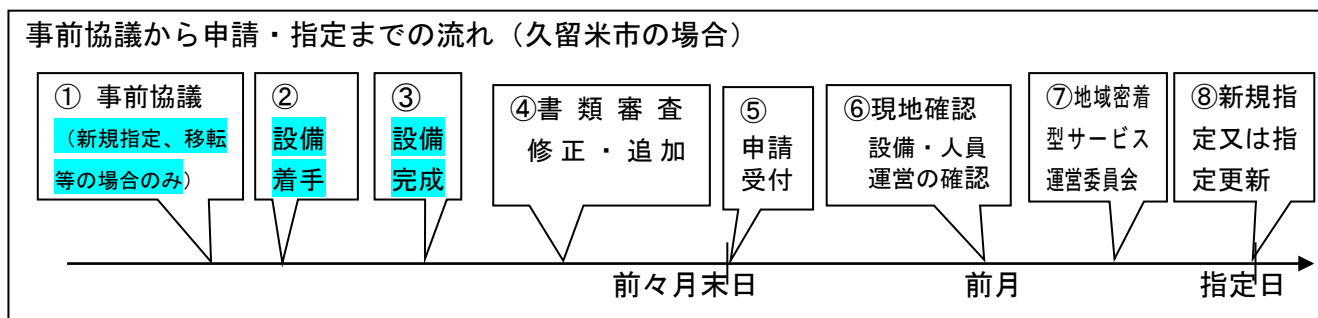 事前協議から申請・指定までの流れ（久留米市の場合）
① 事前協議
（新規指定、移転
等の場合のみ）
②
設備
着手
③
設備
完成
④書類審査
修正・追加
⑤
申請
受付
⑥現地確認
設備・人員
運営の確認
⑦地域密着
型サービス
運営委員会
⑧新規指
定又は指
定更新
前々月末日
前月
指定日